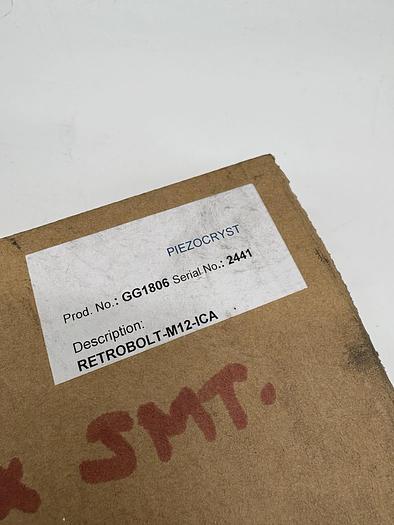 PIEZOCRYST
Prod. No.: GG1806 Serial No.: 2441
Description:
RETROBOLT-M12-ICA
SMT.